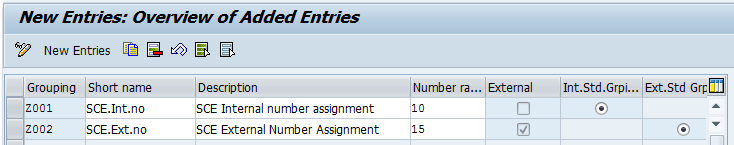 New Entries: Overview of Added Entries
New Entries
Grouping Short name Description Number ra... External Int.Std.Grpi... Ext.Std Grp
Z001 SCE.Int.no SCE Internal number assignment 10
Z002 SCE.Ext.no SCE External Number Assignment 15